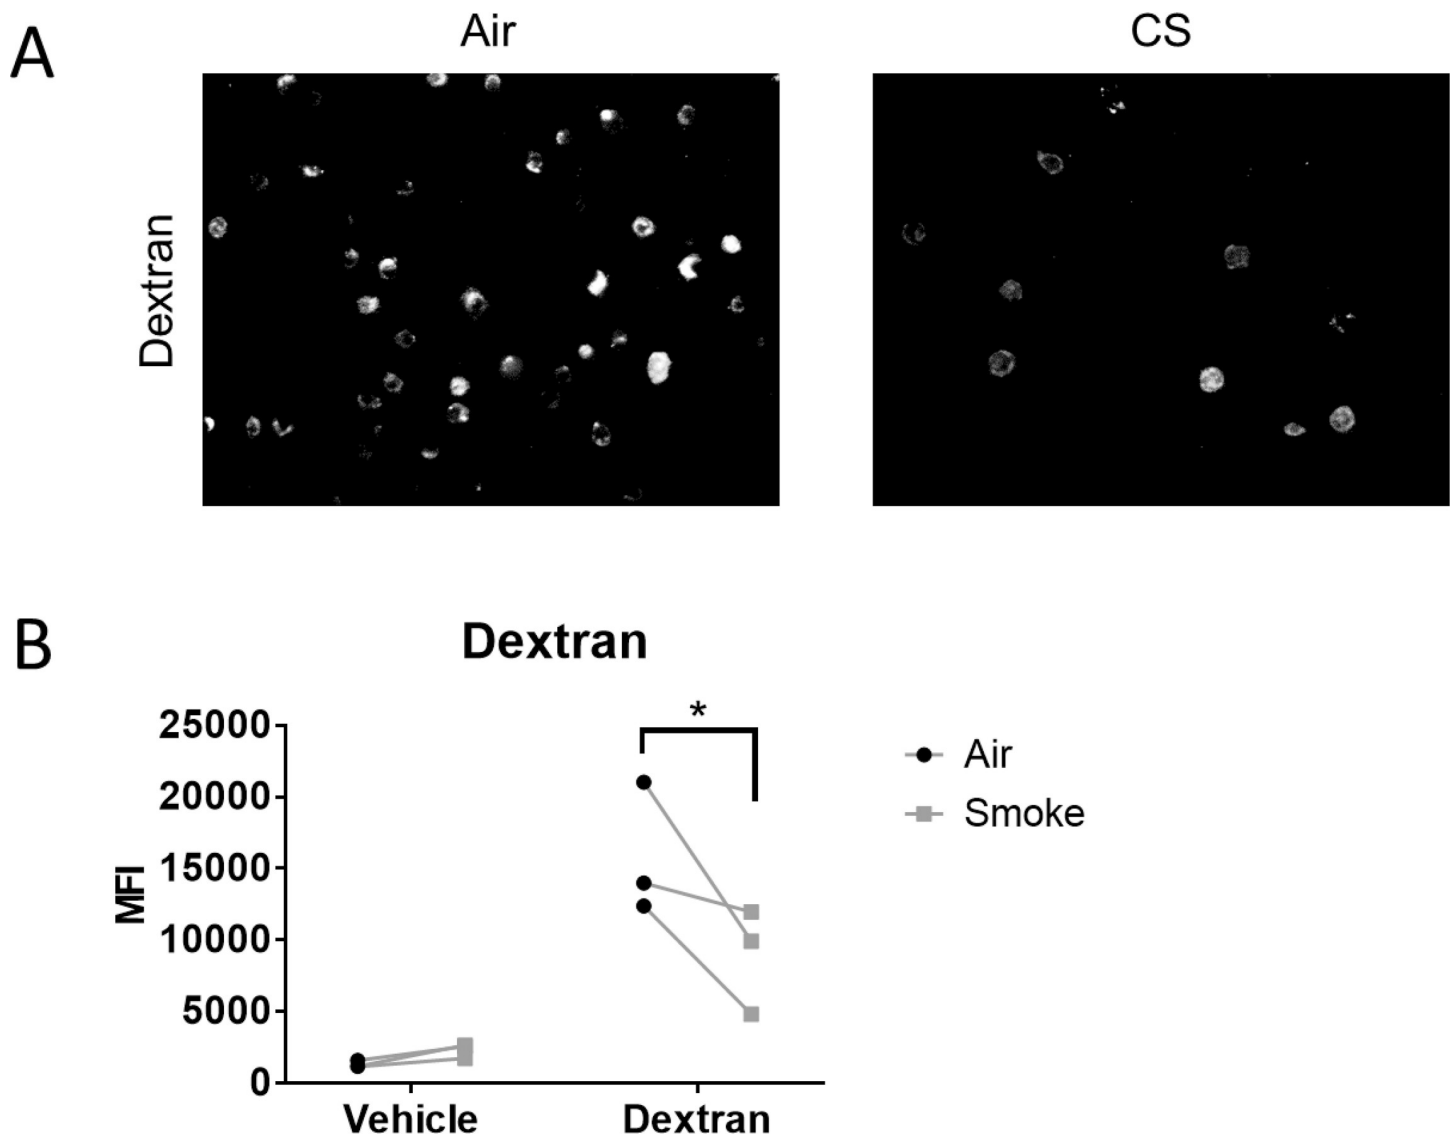 A
Air
CS
Dextran
B
Dextran
25000
20000
15000
10000
5000
0
MFI
*
Air
Smoke
Vehicle
Dextran